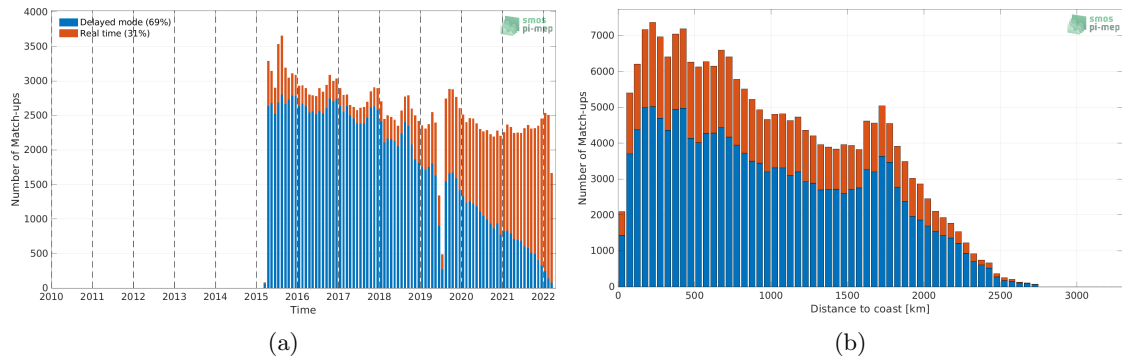 Delayed mode (69%)
Real time (31%)
smos
pi-mep
Number of Match-ups
4000
3500
3000
2500
2000
1500
1000
500
0
2010 2011 2012 2013 2014 2015 2016 2017 2018 2019 2020 2021 2022
Time
(a)
smos
pi-mep
Number of Match-ups
7000
6000
5000
4000
3000
2000
1000
0
0 500 1000 1500 2000 2500 3000
Distance to coast [km]
(b)